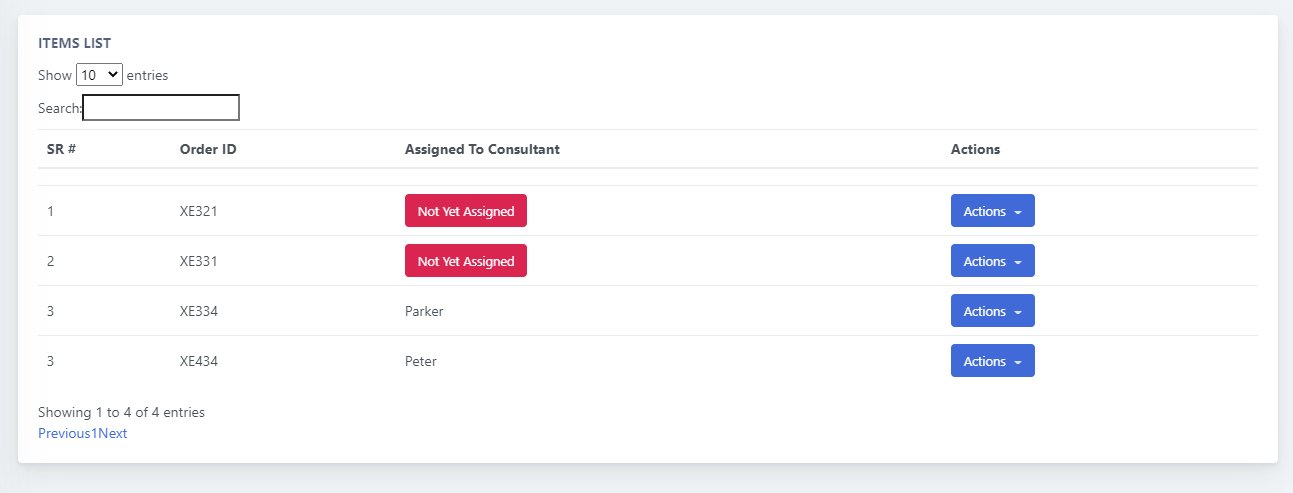 ITEMS LIST
Show 10 entries
Search:
SR # Order ID Assigned To Consultant Actions
1 XE321 Not Yet Assigned Actions
2 XE331 Not Yet Assigned Actions
3 XE334 Parker Actions
3 XE434 Peter Actions
Showing 1 to 4 of 4 entries
Previous1Next